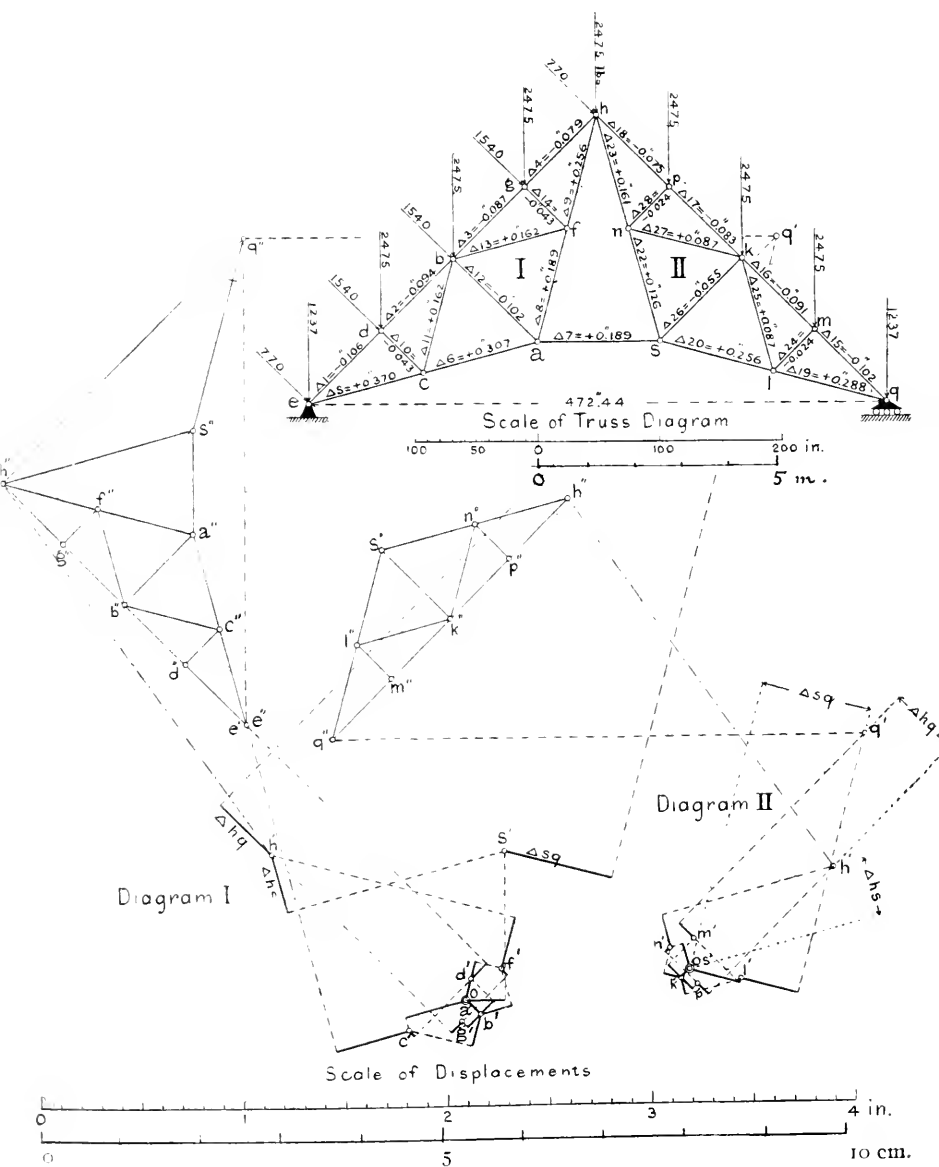 2475 lbs
770
h
2475
2475
1540
Δ4=-0."079
Δ18=-0."075
g
Δ9=+0."256
Δ23=+0."161
p
2475
1540
Δ14=-0."043
Δ28=-0."024
2475
Δ3=-0."087
Δ17=-0."083
f
n
q'
q"
Δ13=+0."162
Δ27=+0."087
2475
1540
b
I
II
k
2475
Δ2=-0."094
Δ12=-0."102
Δ8=+0."189
Δ22=+0."126
Δ26=-0."055
Δ16=-0."091
Δ11=+0."162
Δ25=+0."087
1237
770
d
m
1237
Δ10=-0."043
Δ7=+0."189
Δ24=-0."024
Δ1=-0."106
Δ6=+0."307
a
s
Δ20=+0."256
Δ15=-0."102
Δ5=+0."370
c
l
Δ19=+0."288
e
472."44
q
Scale of Truss Diagram
100 50 0 100 200 in.
0 5 m.
s"
h"
f"
a"
g"
b"
c"
d"
e' e"
h"
n"
s"
p"
k"
l"
m"
q"
Δsq
Δhq
q'
Diagram II
Δhq
h'
s'
Δsq
Δhs
h'
Δhs
Diagram I
n'
m'
o s'
k'
p'
l'
d'
f'
o
a'
g'
b'
c'
Scale of Displacements
0 1 2 3 4 in.
0 5 10 cm.